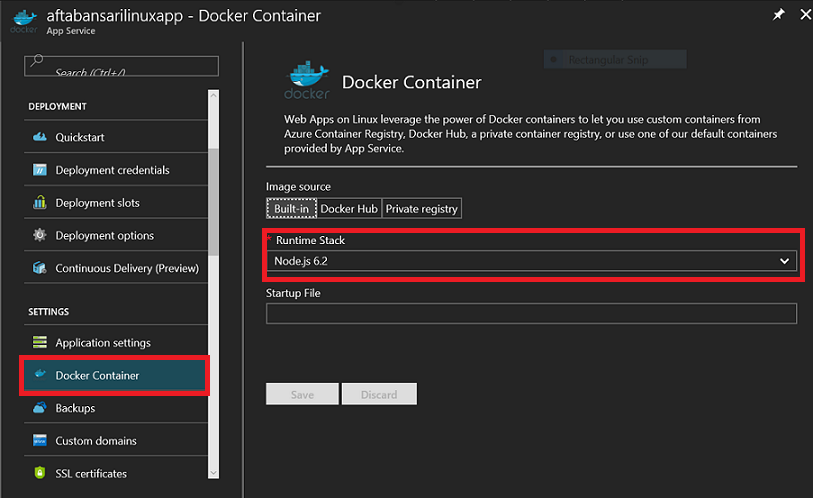 aftabansarilinuxapp - Docker Container
App Service
docker
Search (Ctrl+/)
DEPLOYMENT
Quickstart
Deployment credentials
Deployment slots
Deployment options
Continuous Delivery (Preview)
SETTINGS
Application settings
Docker Container
Backups
Custom domains
SSL certificates
Rectangular Snip
docker
Docker Container
Web Apps on Linux leverage the power of Docker containers to let you use custom containers from
Azure Container Registry, Docker Hub, a private container registry, or use one of our default containers
provided by App Service.
Image source
Built-in Docker Hub Private registry
* Runtime Stack
Node.js 6.2
Startup File
Save Discard